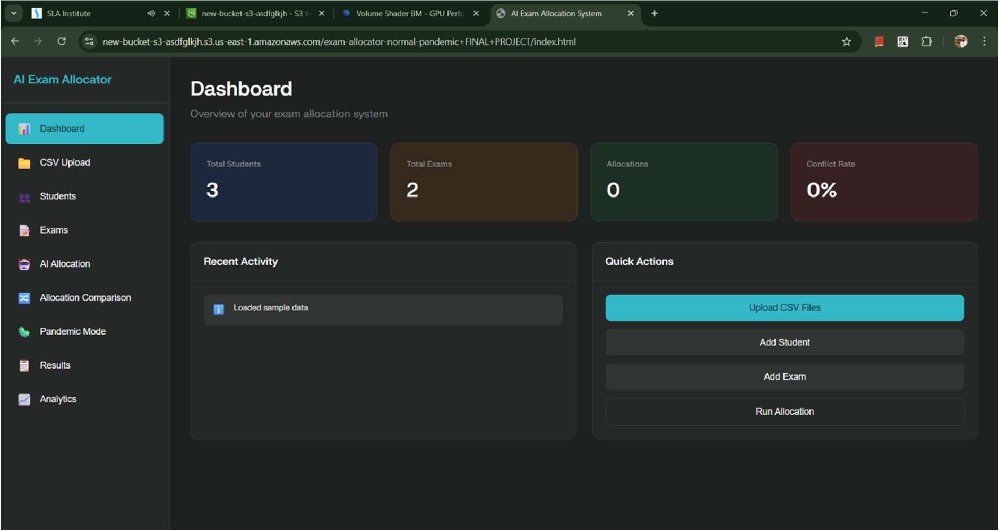 SLA Institute
new-bucket-s3-asdfglkjh - S3 b
Volume Shader BM - GPU Perfo
AI Exam Allocation System
new-bucket-s3-asdfglkjh.s3.us-east-1.amazonaws.com/exam-allocator-normal-pandemic+FINAL+PROJECT/index.html
AI Exam Allocator
Dashboard
CSV Upload
Students
Exams
AI Allocation
Allocation Comparison
Pandemic Mode
Results
Analytics
Dashboard
Overview of your exam allocation system
Total Students
3
Total Exams
2
Allocations
0
Conflict Rate
0%
Recent Activity
Loaded sample data
Quick Actions
Upload CSV Files
Add Student
Add Exam
Run Allocation